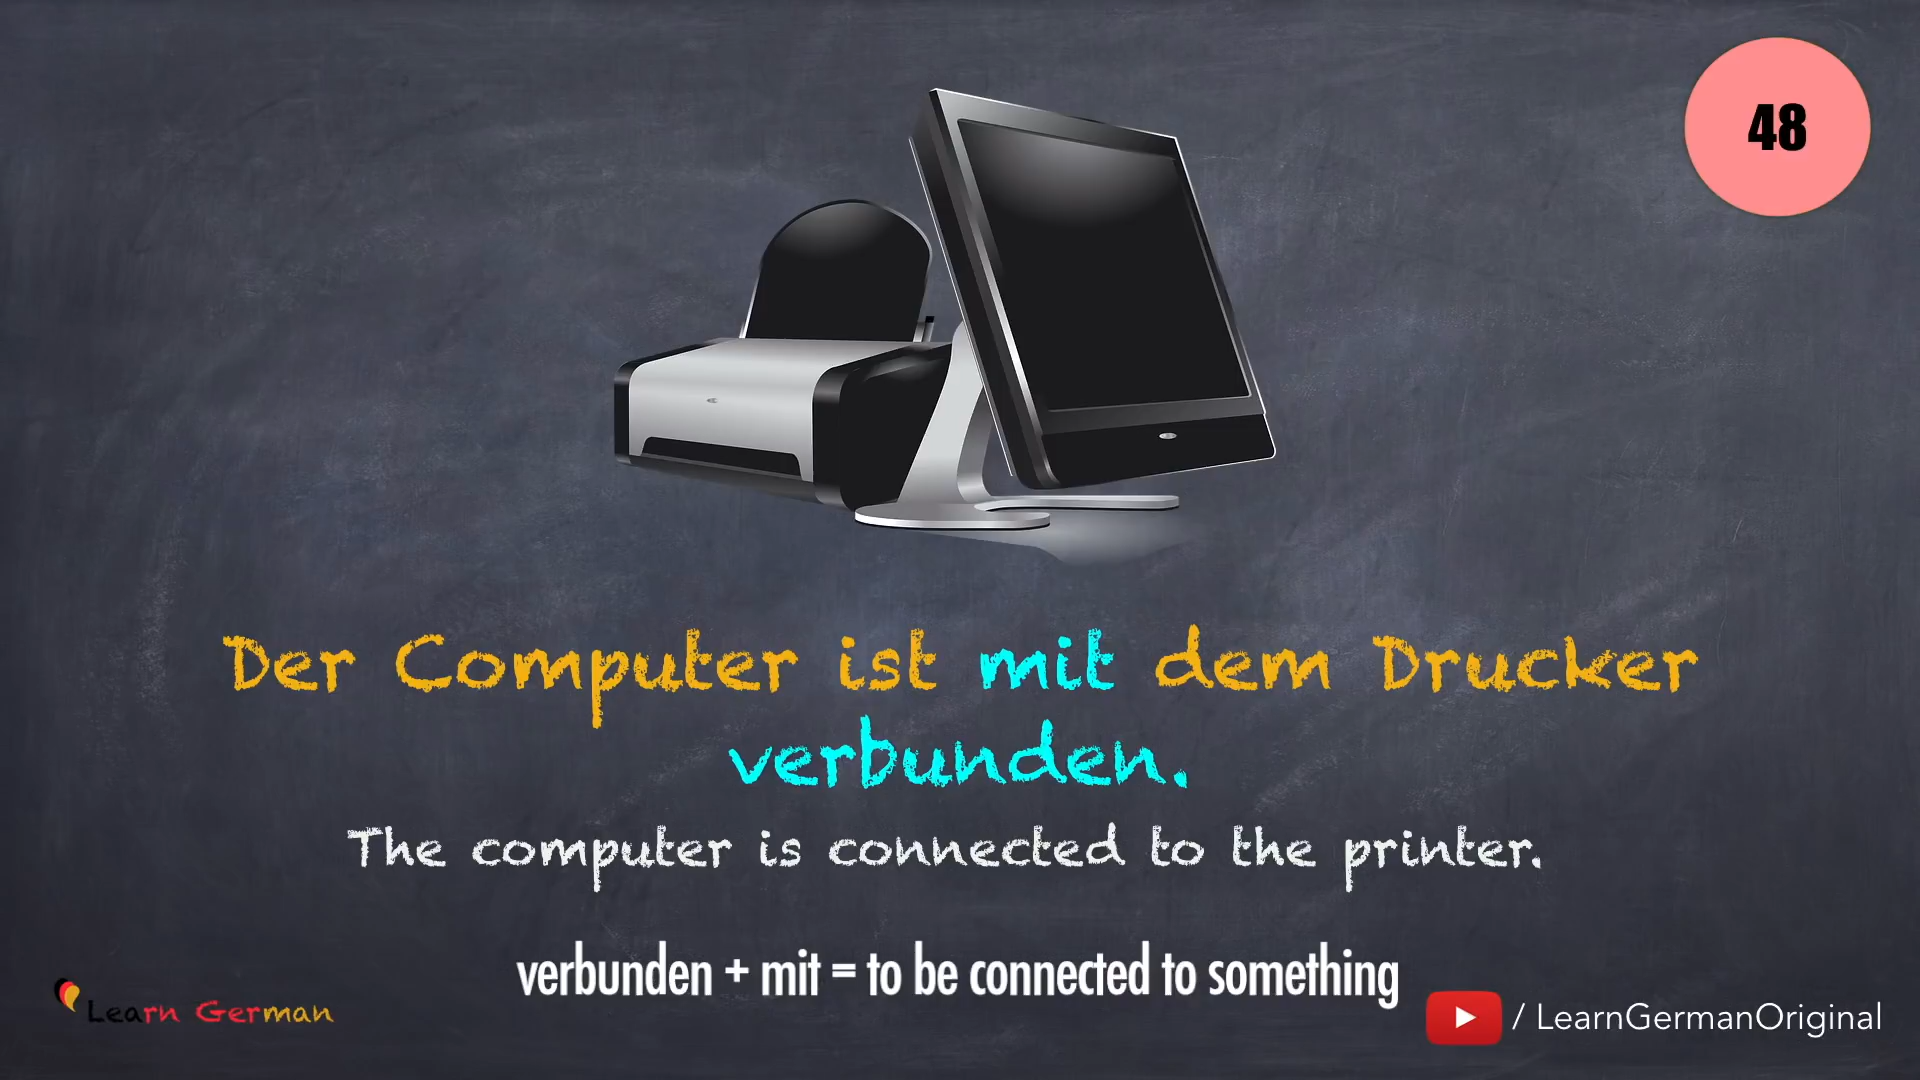 48
Der Computer ist mit dem Drucker
verbunden.
The computer is connected to the printer.
verbunden + mit = to be connected to something
Learn German
/ LearnGermanOriginal